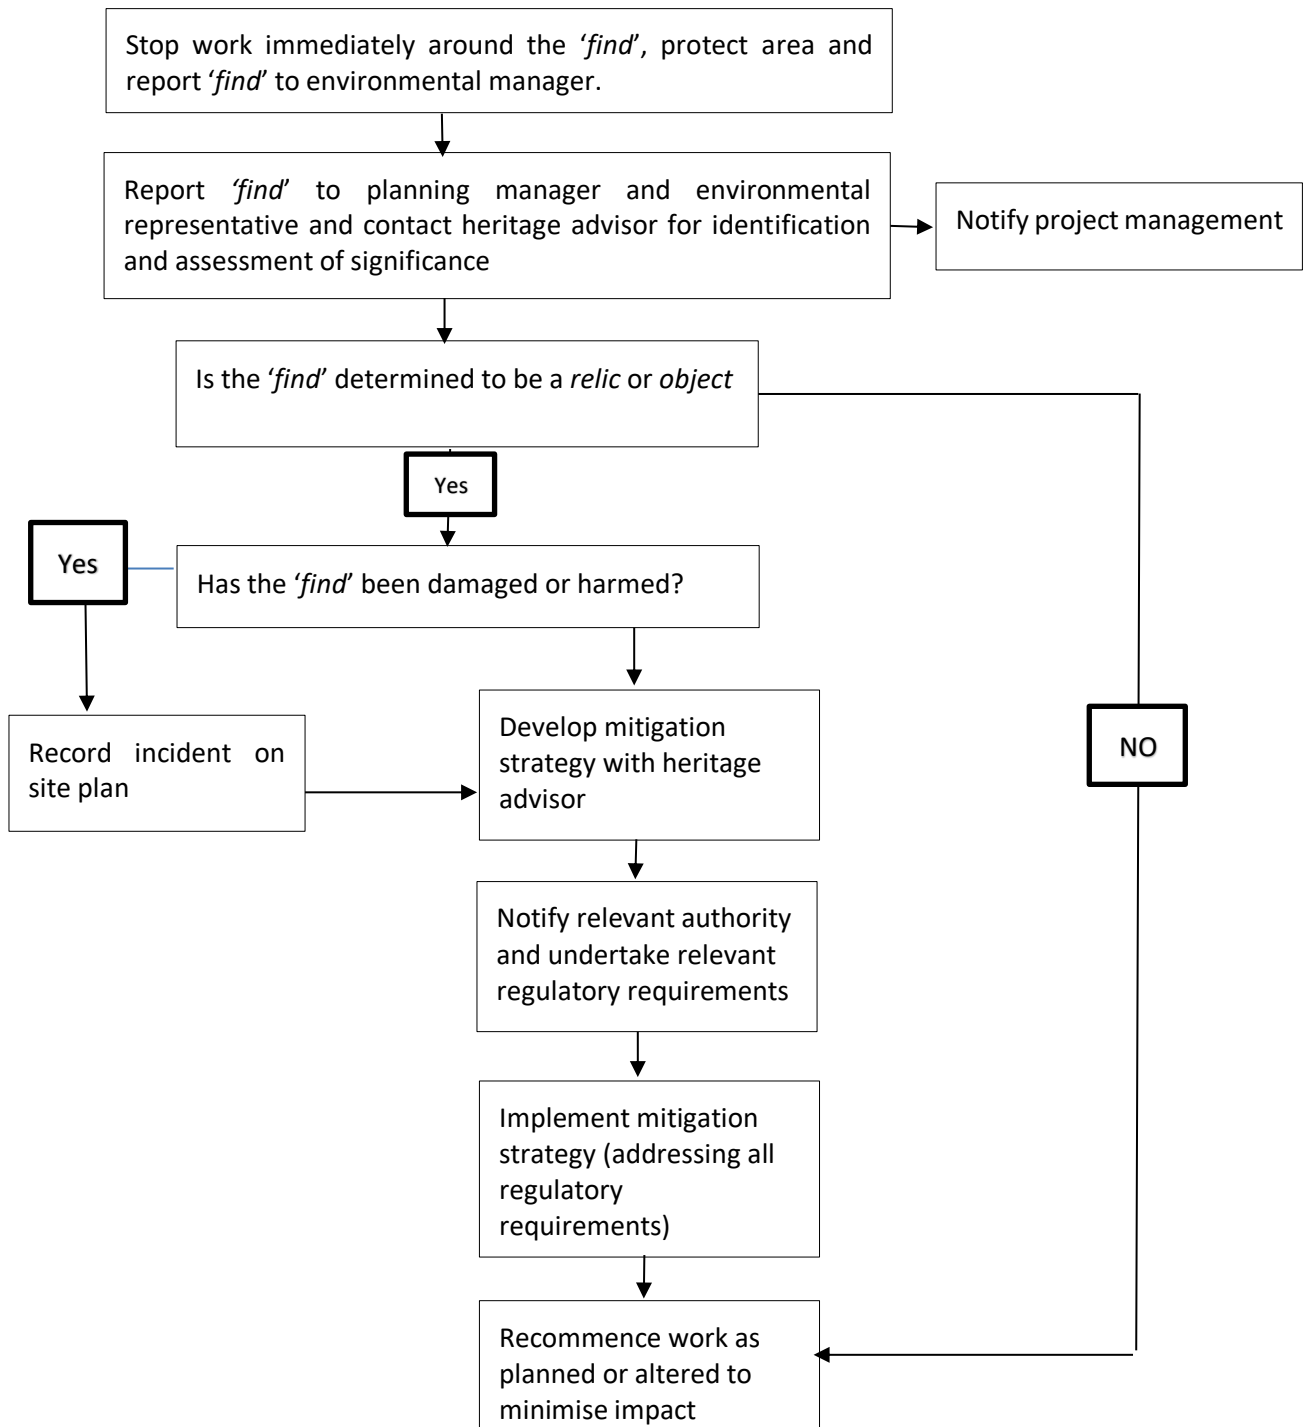 Stop work immediately around the ‘find’, protect area and
report ‘find’ to environmental manager.
Report ‘find’ to planning manager and environmental
representative and contact heritage advisor for identification
and assessment of significance
Notify project management
Is the ‘find’ determined to be a relic or object
Yes
Yes
Has the ‘find’ been damaged or harmed?
Record incident on
site plan
Develop mitigation
strategy with heritage
advisor
NO
Notify relevant authority
and undertake relevant
regulatory requirements
Implement mitigation
strategy (addressing all
regulatory
requirements)
Recommence work as
planned or altered to
minimise impact